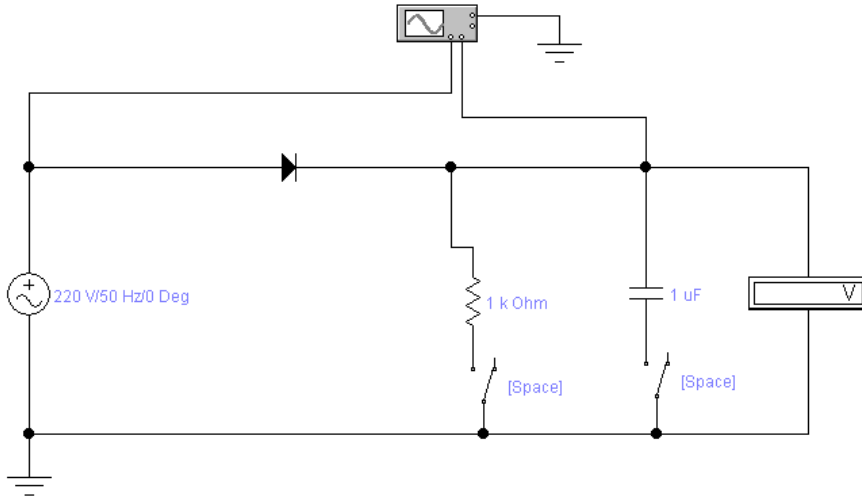 220 V/50 Hz/0 Deg
1 k Ohm
1 uF
V
[Space]
[Space]